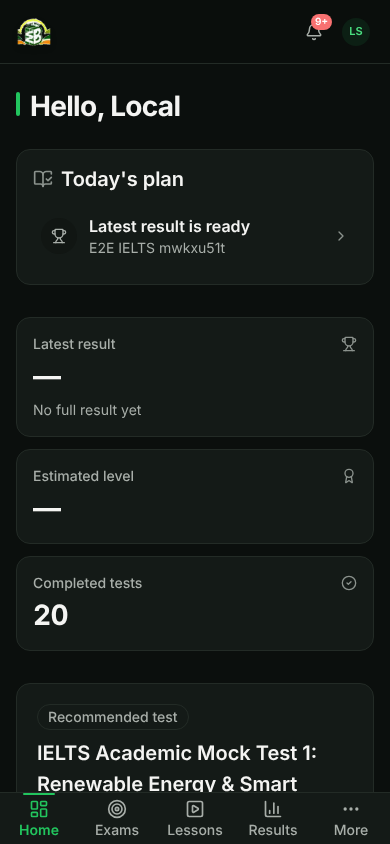 9+
LS
Hello, Local
Today's plan
Latest result is ready
E2E IELTS mwkxu51t
Latest result
—
No full result yet
Estimated level
—
Completed tests
20
Recommended test
IELTS Academic Mock Test 1:
Renewable Energy & Smart
Home
Exams
Lessons
Results
More